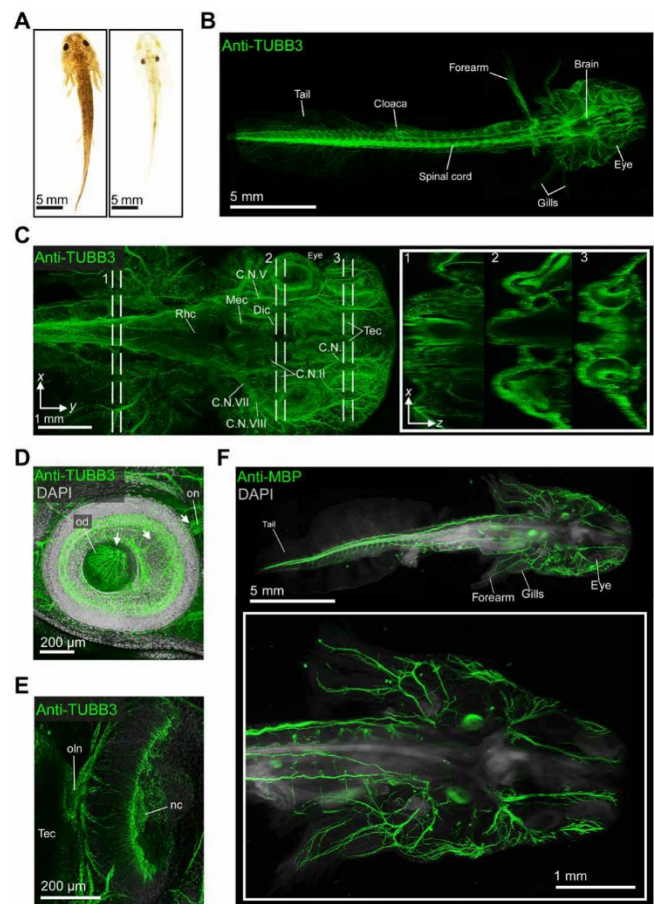 A
5 mm
5 mm
B
Anti-TUBB3
Tail
Cloaca
Forearm
Brain
Spinal cord
Eye
Gills
5 mm
C
Anti-TUBB3
1
2
3
Eye
C.N.V
Mec
Dic
Rhc
Tec
C.N.I
C.N.II
C.N.VII
C.N.VIII
x
y
1 mm
1
2
3
x
z
D
Anti-TUBB3
DAPI
on
od
200 µm
E
Anti-TUBB3
oln
nc
Tec
200 µm
F
Anti-MBP
DAPI
Tail
Forearm
Gills
Eye
5 mm
1 mm